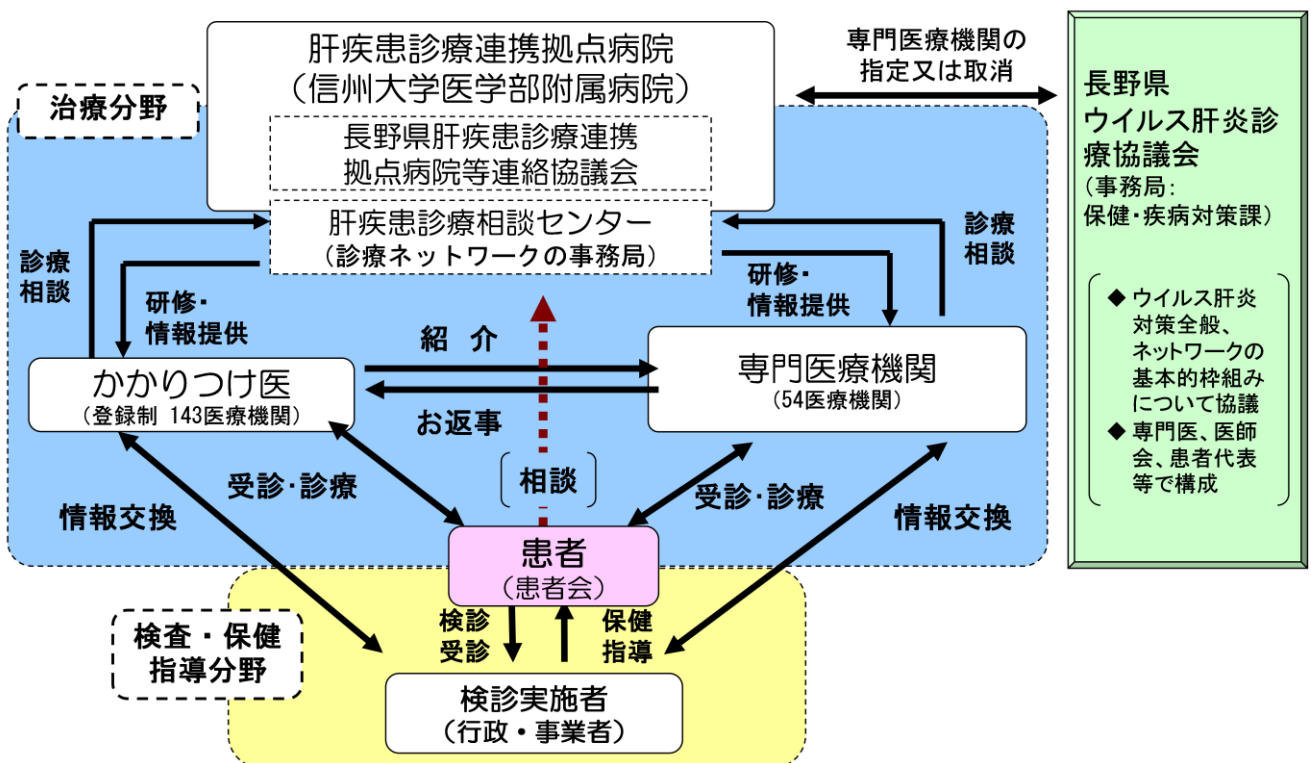 肝疾患診療連携拠点病院
（信州大学医学部附属病院）
長野県肝疾患診療連携
拠点病院等連絡協議会
肝疾患診療相談センター
（診療ネットワークの事務局）
専門医療機関の
指定又は取消
長野県
ウイルス肝炎診
療協議会
（事務局：
保健・疾病対策課）
◆ ウイルス肝炎
対策全般、
ネットワークの
基本的枠組み
について協議
◆ 専門医、医師
会、患者代表
等で構成
治療分野
診療
相談
研修・
情報提供
紹 介
お返事
研修・
情報提供
診療
相談
かかりつけ医
（登録制 143医療機関）
専門医療機関
（54医療機関）
受診・診療
相談
受診・診療
情報交換
情報交換
患者
（患者会）
検診
受診
保健
指導
検査・保健
指導分野
検診実施者
（行政・事業者）